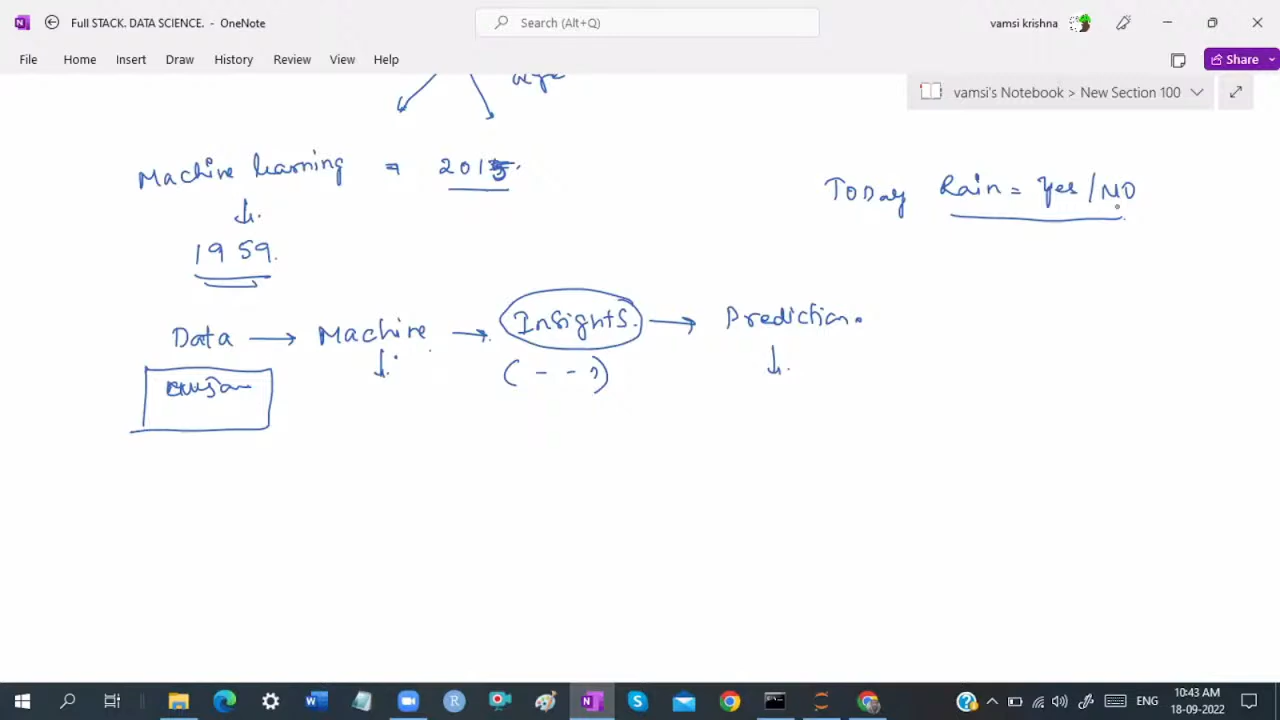 Full STACK. DATA SCIENCE. - OneNote
Search (Alt+Q)
vamsi krishna
File Home Insert Draw History Review View Help
Share
vamsi's Notebook > New Section 100
Machine learning = 2015.
TODAY Rain = Yes / NO
1959.
Data → Machine → Insights. → Prediction.
(- - ,)
ENG
10:43 AM
18-09-2022